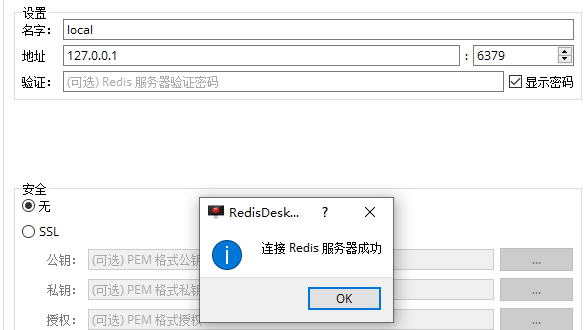 设置
名字: local
地址 127.0.0.1 : 6379
验证: (可选) Redis 服务器验证密码 显示密码
安全
无
SSL
RedisDesk... ?
连接 Redis 服务器成功
OK
公钥: (可选) PEM 格式公钥 ...
私钥: (可选) PEM 格式私钥 ...
授权: (可选) PEM 格式授权 ...